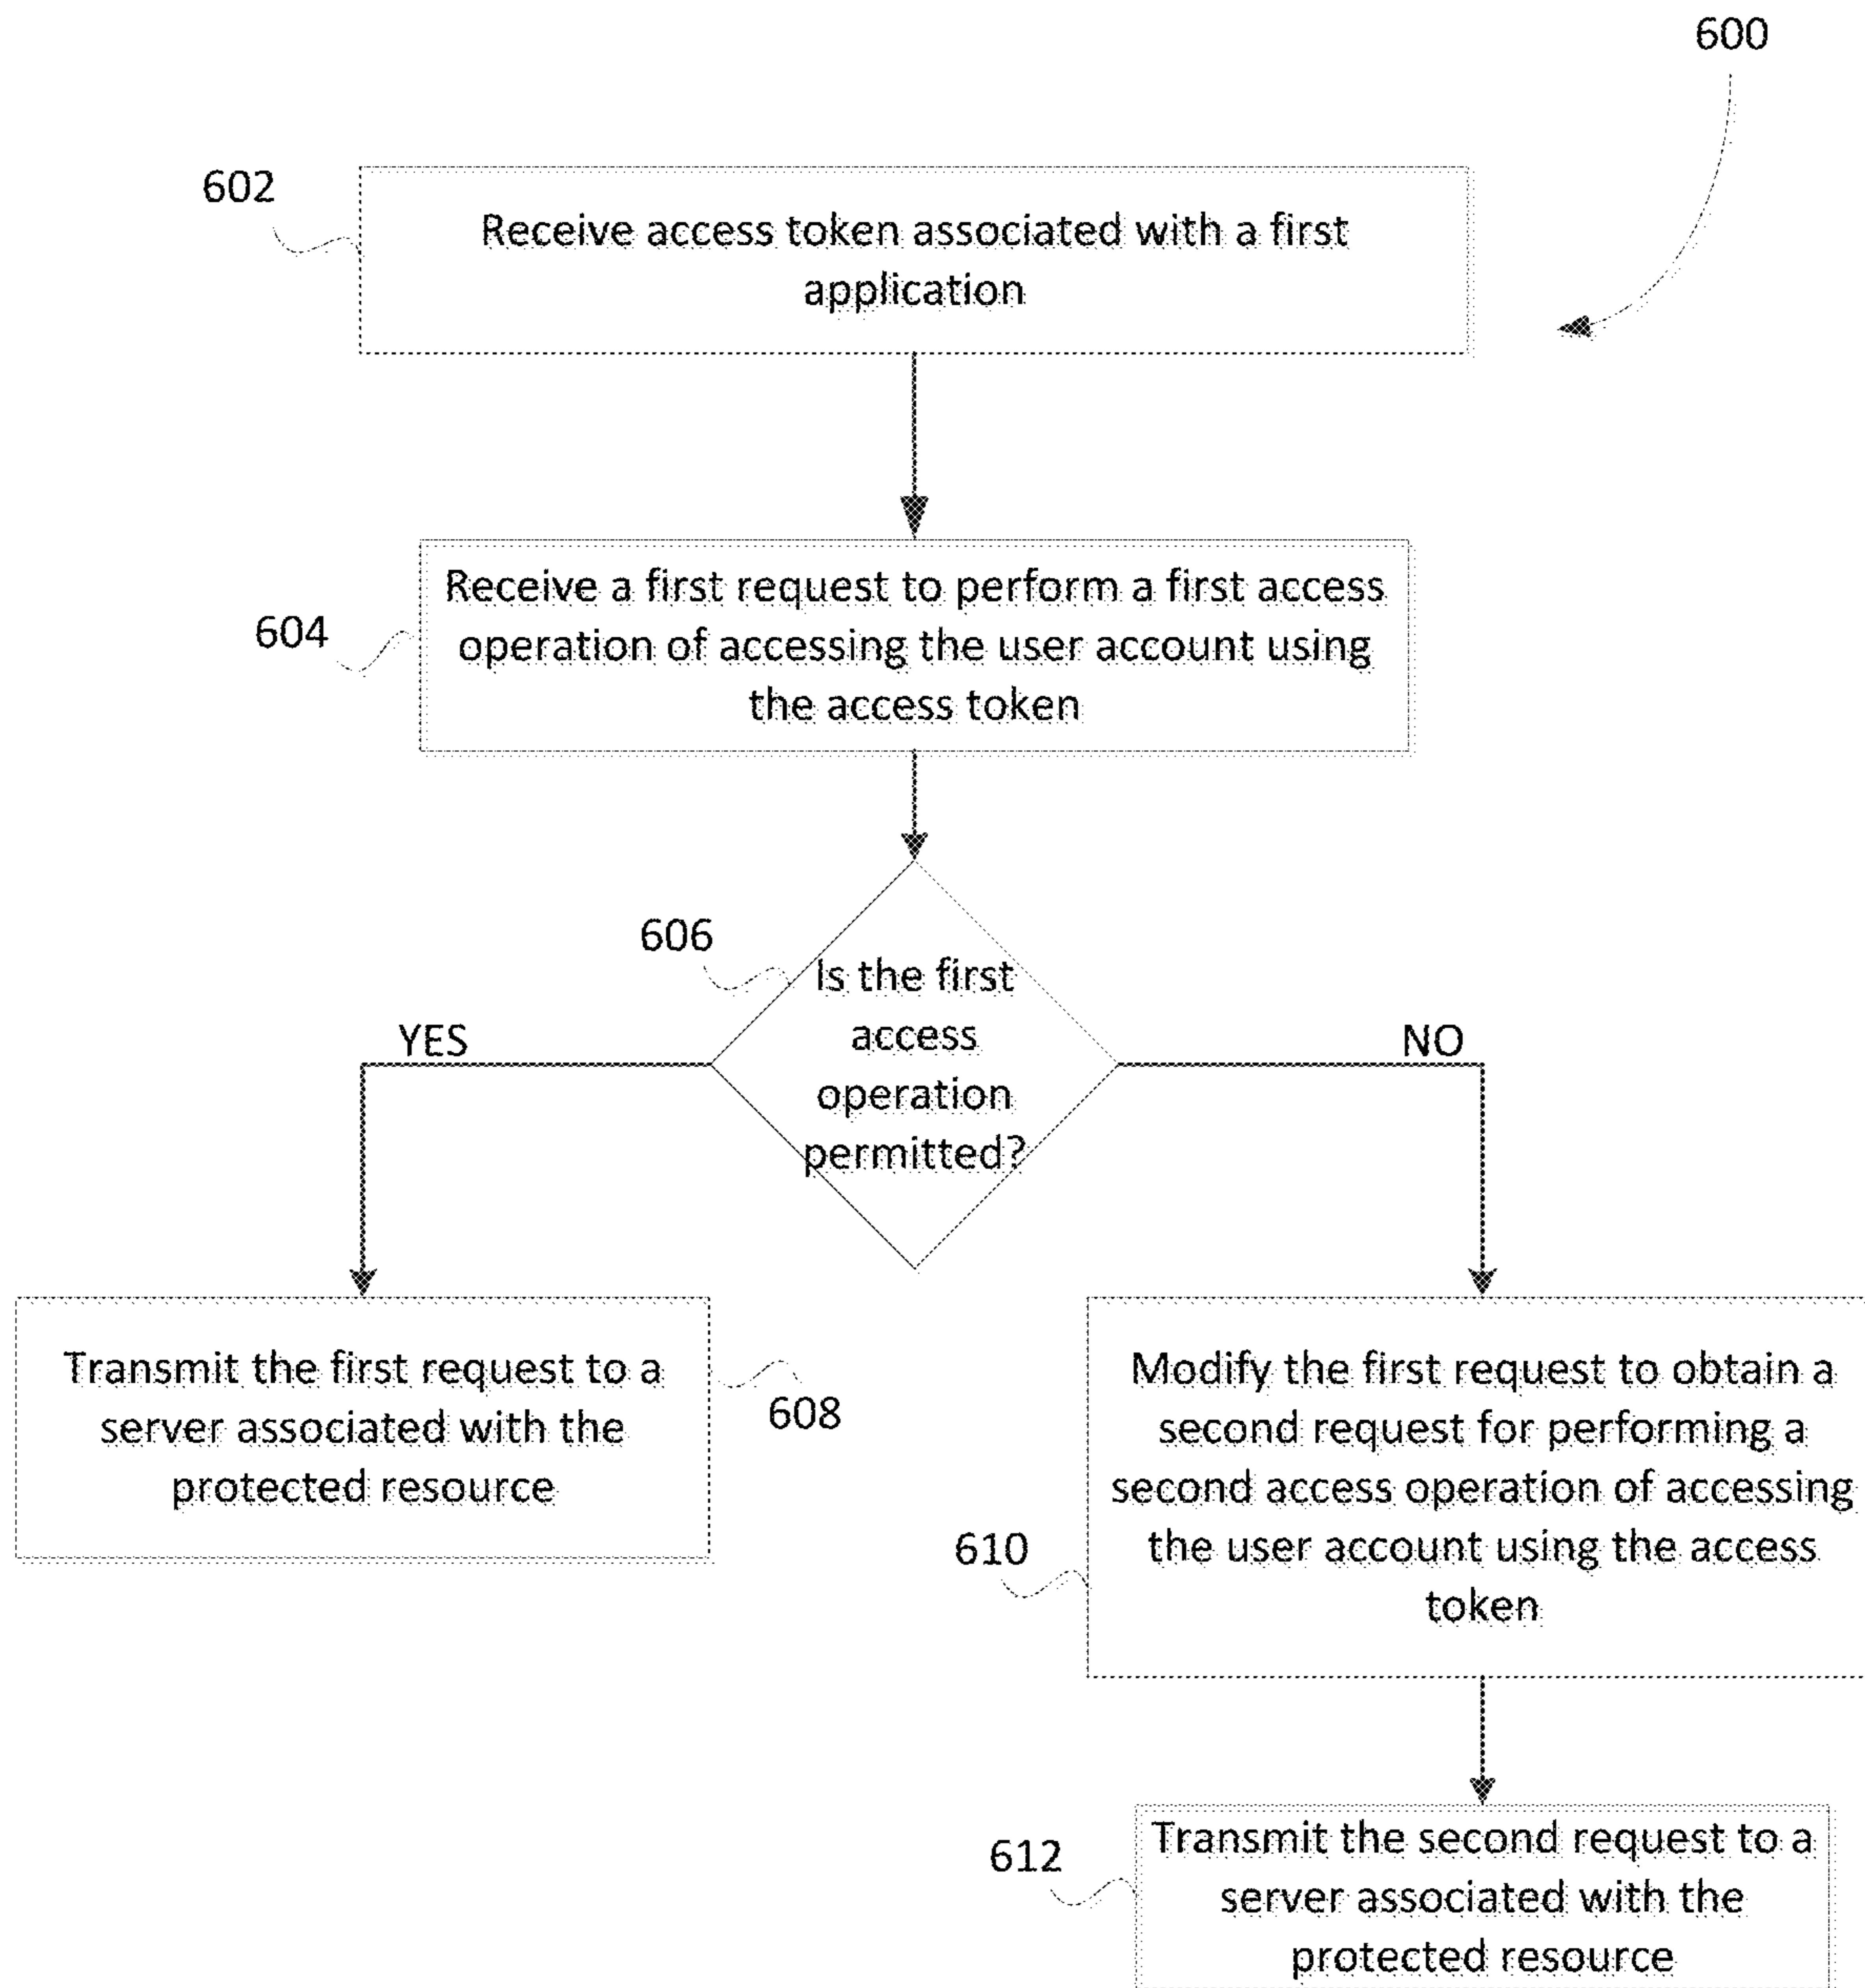 600
602
Receive access token associated with a first
application
604
Receive a first request to perform a first access
operation of accessing the user account using
the access token
606
Is the first
access
operation
permitted?
YES
NO
Transmit the first request to a
server associated with the
protected resource
608
Modify the first request to obtain a
second request for performing a
second access operation of accessing
the user account using the access
token
610
612
Transmit the second request to a
server associated with the
protected resource